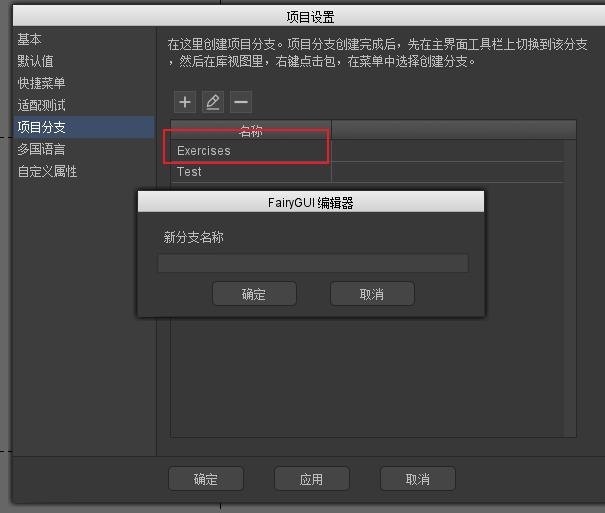 项目设置
基本
默认值
快捷菜单
适配测试
项目分支
多国语言
自定义属性
在这里创建项目分支。项目分支创建完成后，先在主界面工具栏上切换到该分支
，然后在库视图里，右键点击包，在菜单中选择创建分支。
名称
Exercises
Test
FairyGUI 编辑器
新分支名称
确定
取消
确定
应用
取消